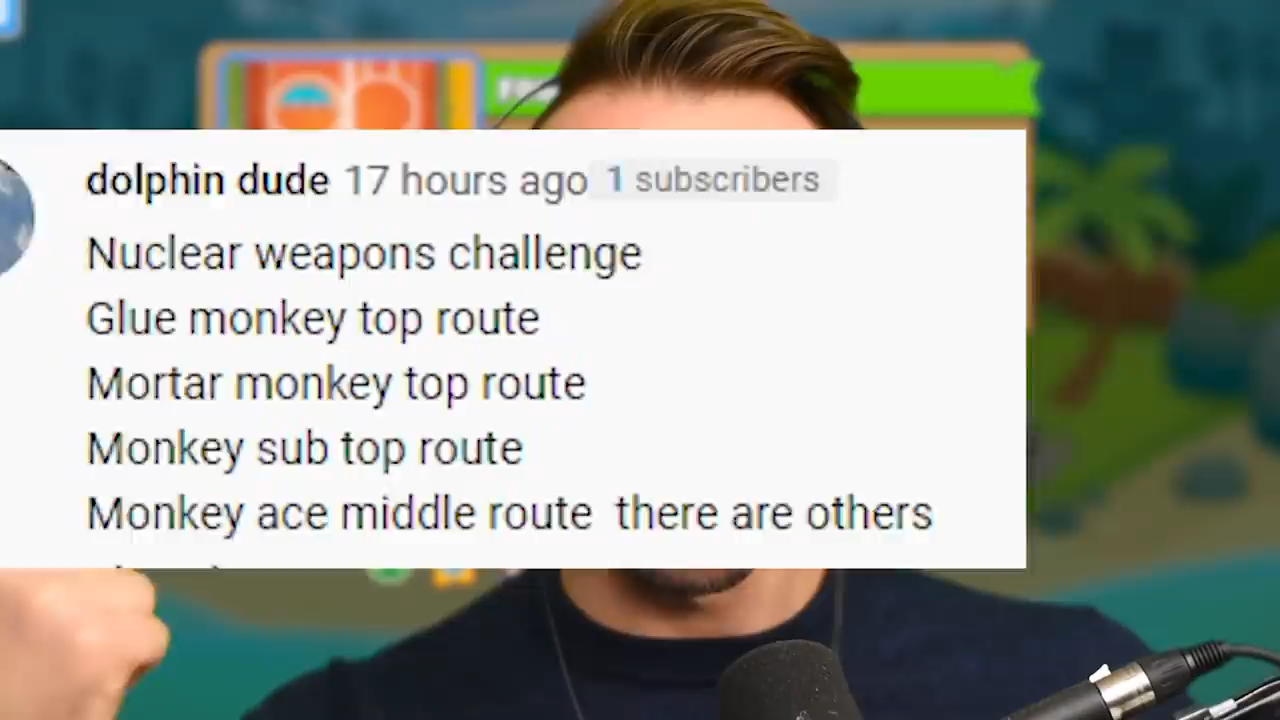 dolphin dude 17 hours ago 1 subscribers
Nuclear weapons challenge
Glue monkey top route
Mortar monkey top route
Monkey sub top route
Monkey ace middle route there are others